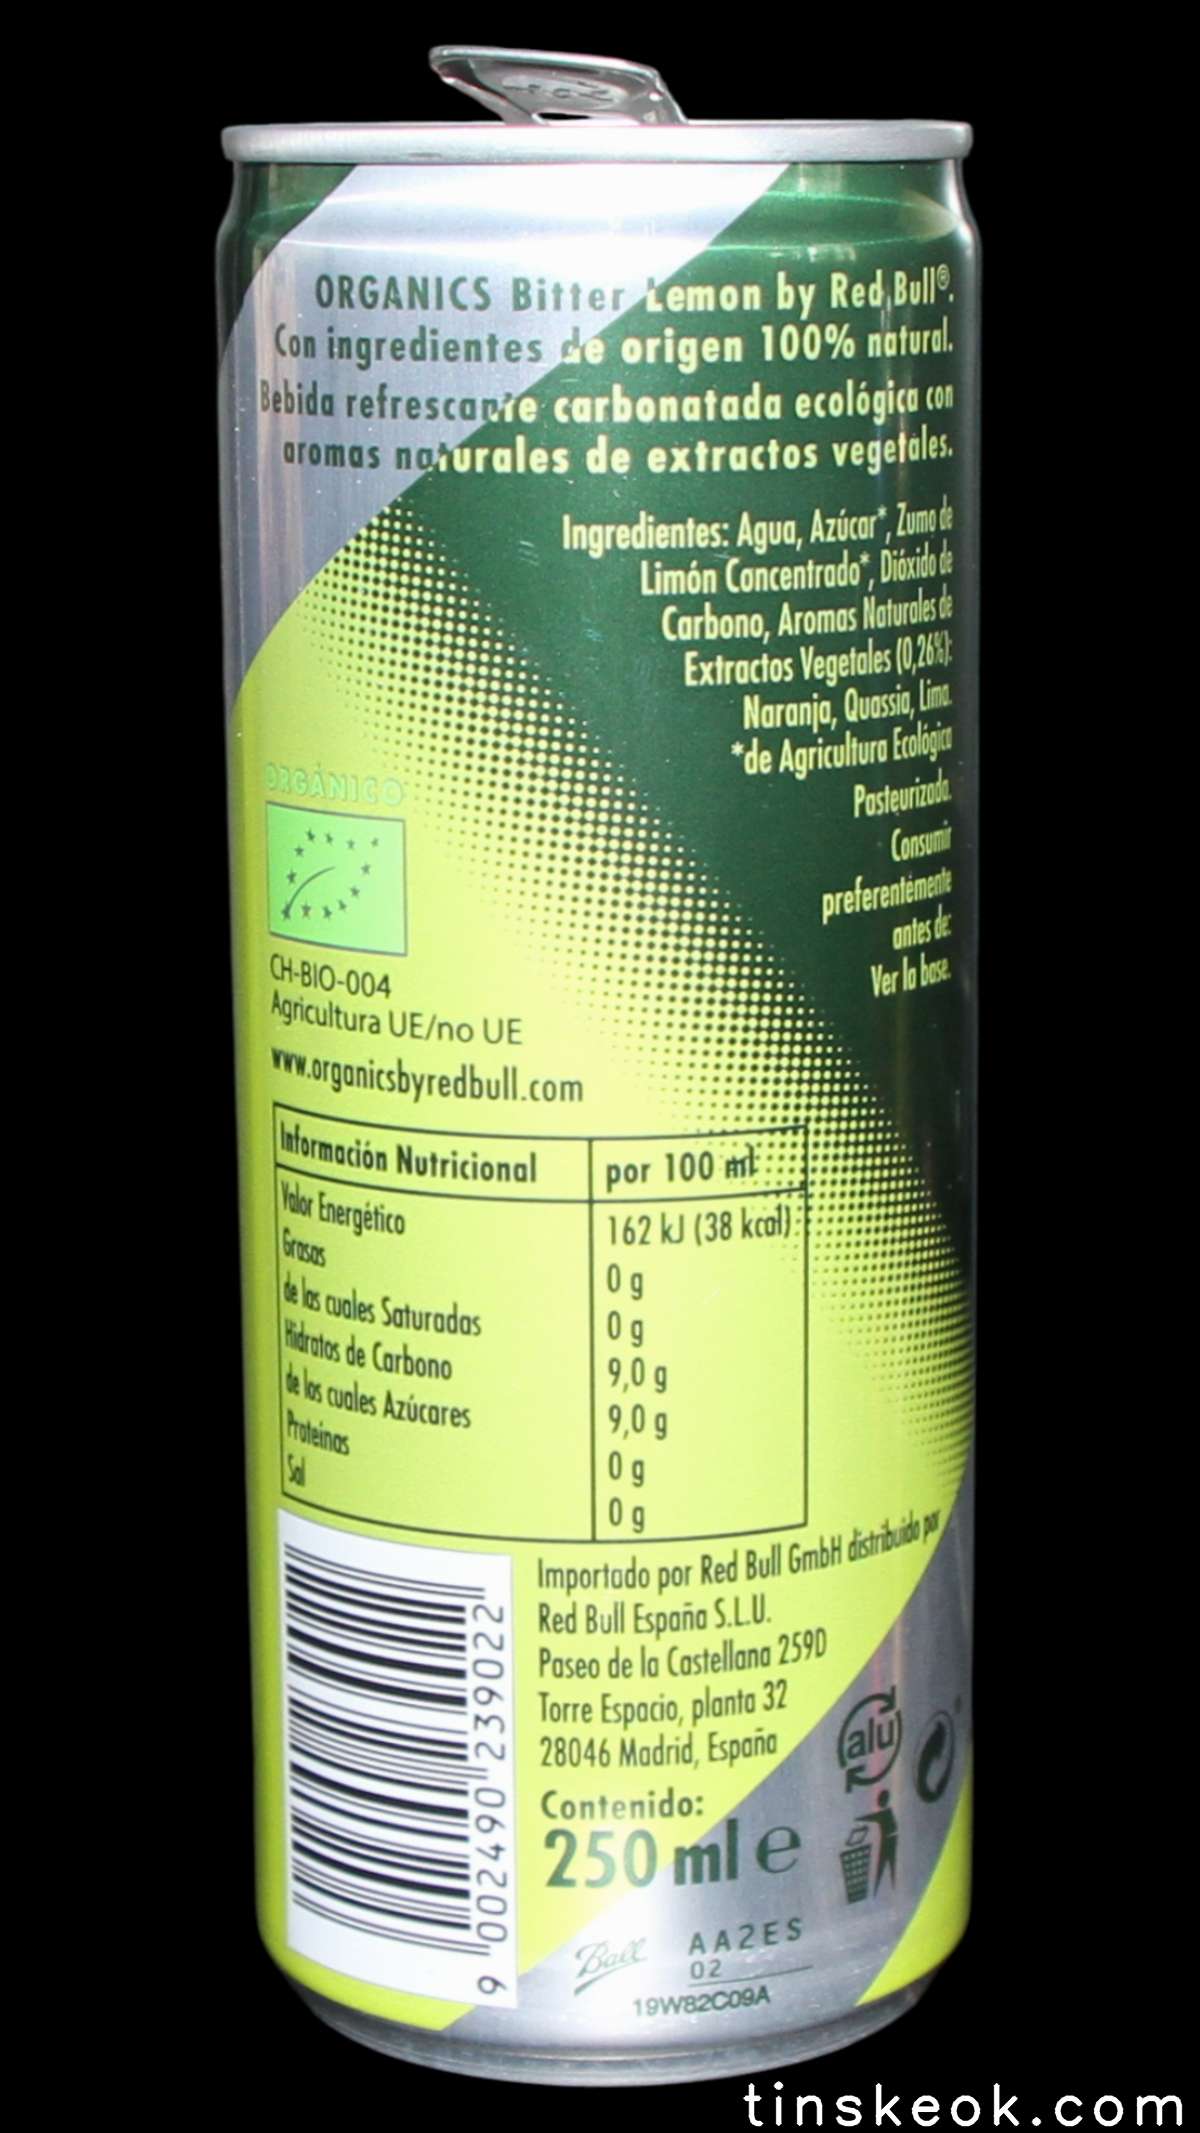 ORGANICS Bitter Lemon by Red Bull®.
Con ingredientes de origen 100% natural.
Bebida refrescante carbonatada ecológica con
aromas naturales de extractos vegetales.
Ingredientes: Agua, Azúcar*, Zumo de
Limón Concentrado*, Dióxido de
Carbono, Aromas Naturales de
Extractos Vegetales (0,26%):
Naranja, Quassia, Lima.
*de Agricultura Ecológica
Pasteurizada.
Consumir
preferentemente
antes de:
Ver la base.
ORGÁNICO
CH-BIO-004
Agricultura UE/no UE
www.organicsbyredbull.com
Información Nutricional por 100 ml
Valor Energético 162 kJ (38 kcal)
Grasas 0 g
de las cuales Saturadas 0 g
Hidratos de Carbono 9,0 g
de los cuales Azúcares 9,0 g
Proteínas 0 g
Sal 0 g
9 002490 239022
Importado por Red Bull GmbH distribuido por
Red Bull España S.L.U.
Paseo de la Castellana 259D
Torre Espacio, planta 32
28046 Madrid, España
Contenido:
250 ml e
alu
Ball AA2ES
02
19W82C09A
tinskeok.com